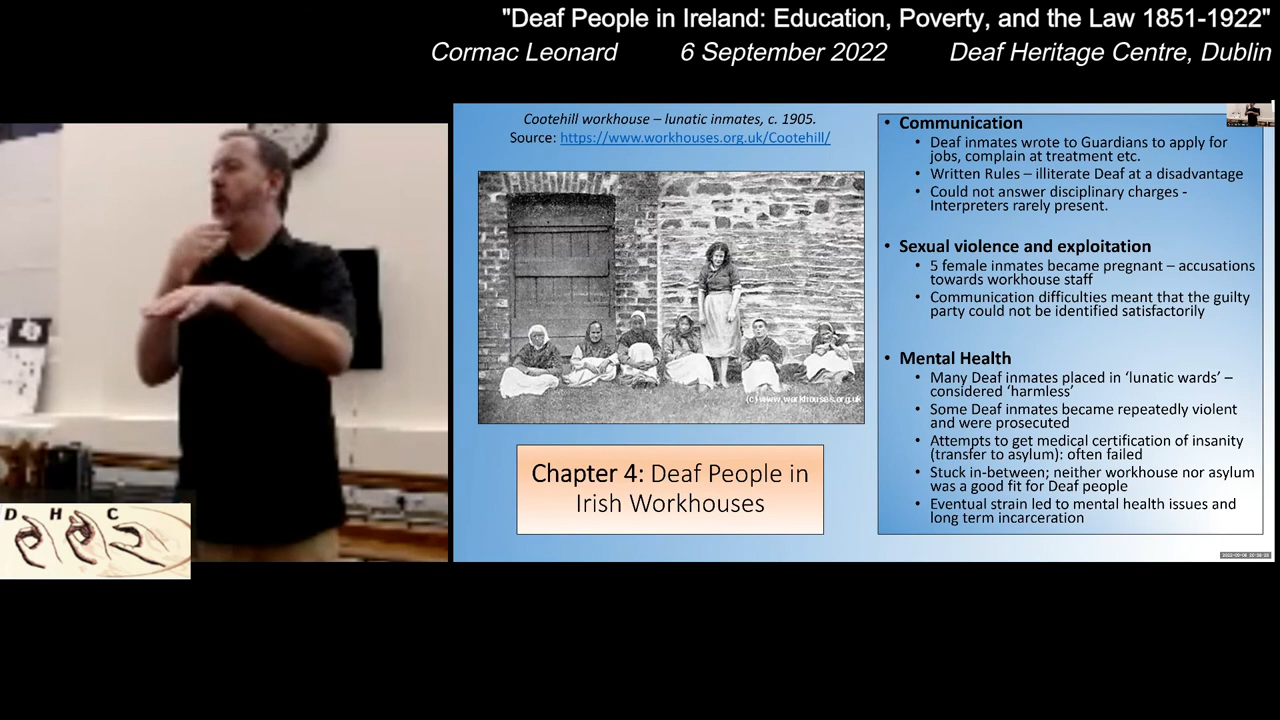 "Deaf People in Ireland: Education, Poverty, and the Law 1851-1922"
Cormac Leonard 6 September 2022 Deaf Heritage Centre, Dublin
Cootehill workhouse – lunatic inmates, c. 1905.
Source: https://www.workhouses.org.uk/Cootehill/
(c) www.workhouses.org.uk
Chapter 4: Deaf People in
Irish Workhouses
• Communication
• Deaf inmates wrote to Guardians to apply for
jobs, complain at treatment etc.
• Written Rules – illiterate Deaf at a disadvantage
• Could not answer disciplinary charges -
Interpreters rarely present.
• Sexual violence and exploitation
• 5 female inmates became pregnant – accusations
towards workhouse staff
• Communication difficulties meant that the guilty
party could not be identified satisfactorily
• Mental Health
• Many Deaf inmates placed in ‘lunatic wards’ –
considered ‘harmless’
• Some Deaf inmates became repeatedly violent
and were prosecuted
• Attempts to get medical certification of insanity
(transfer to asylum): often failed
• Stuck in-between; neither workhouse nor asylum
was a good fit for Deaf people
• Eventual strain led to mental health issues and
long term incarceration
D H C